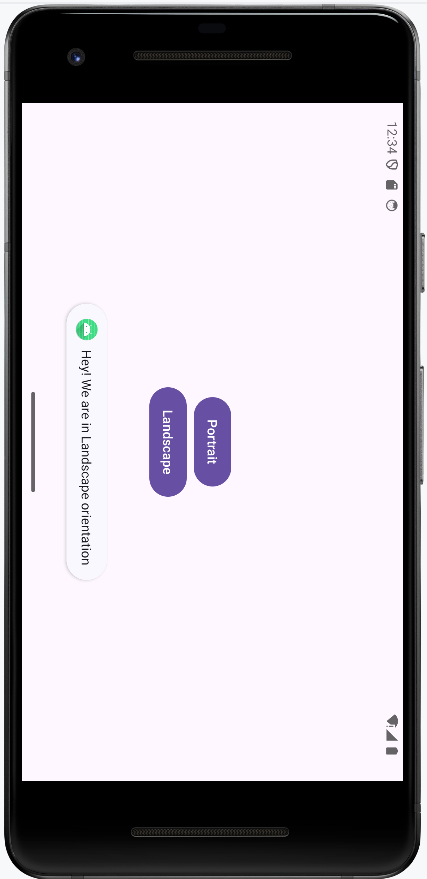 12:34
Portrait
Landscape
Hey! We are in Landscape orientation